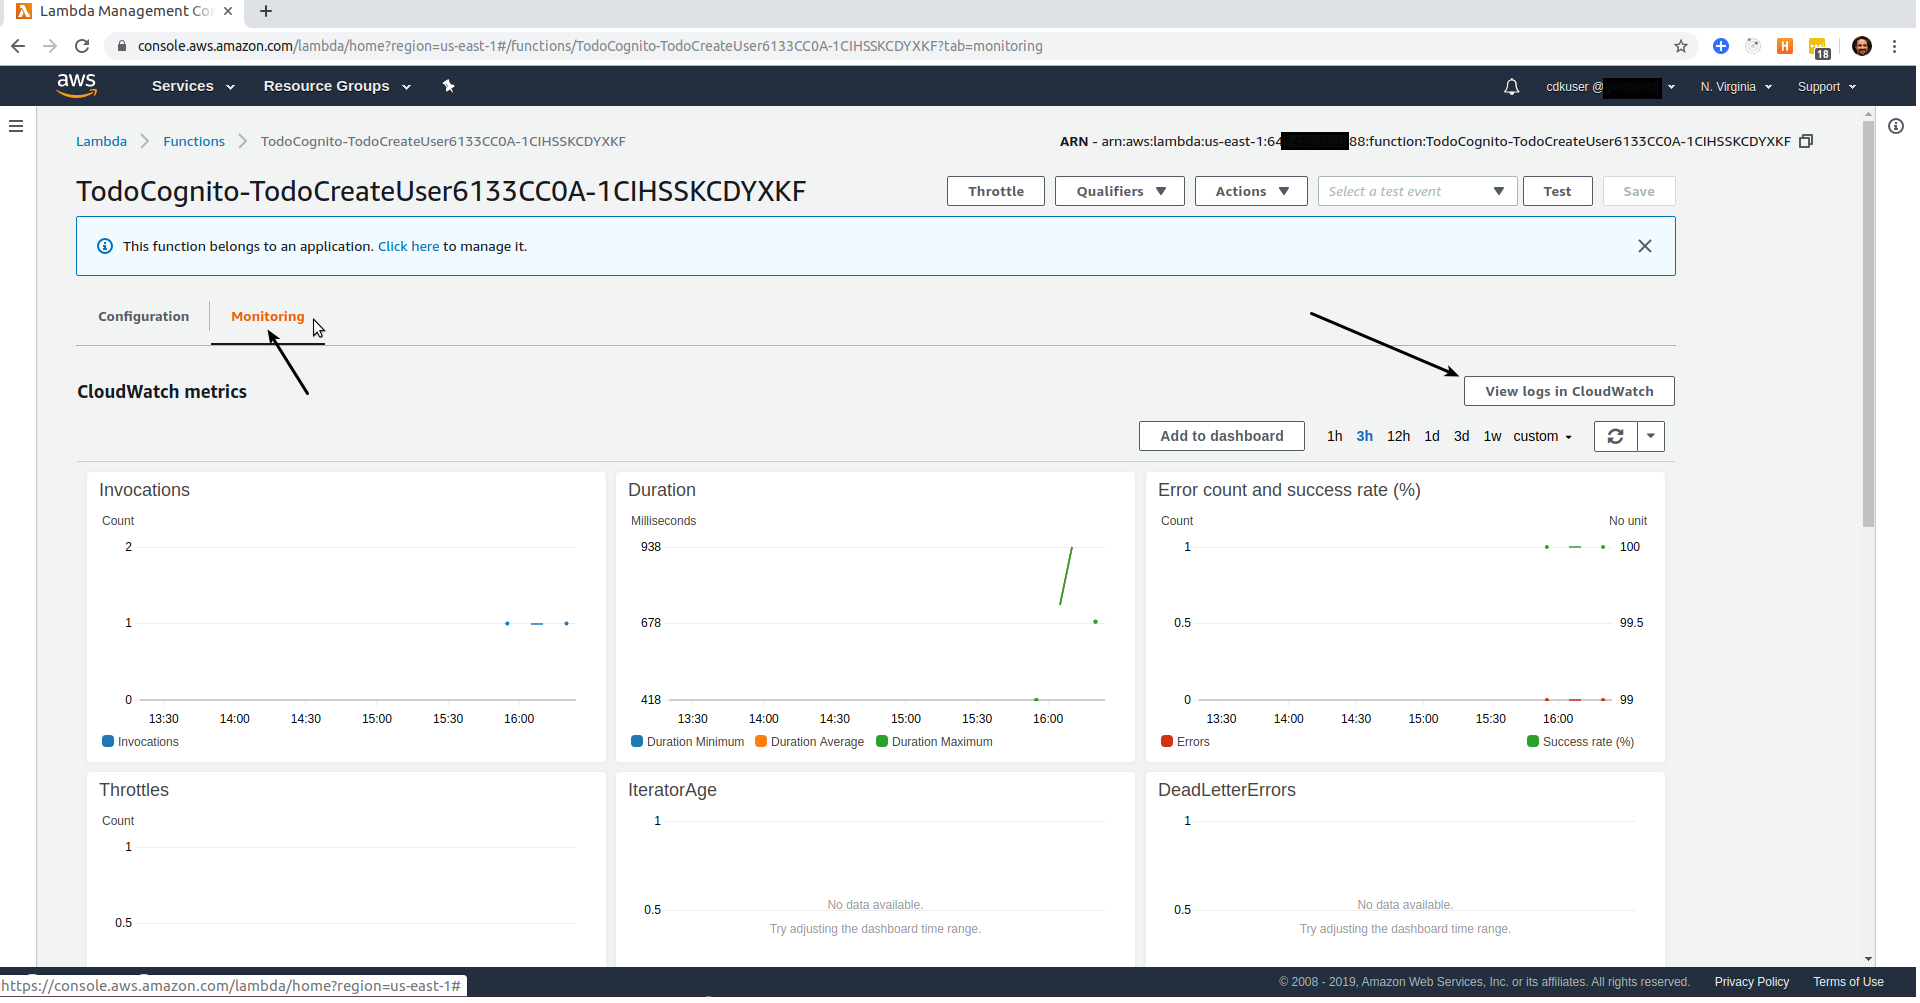 Lambda Management Co
console.aws.amazon.com/lambda/home?region=us-east-1#/functions/TodoCognito-TodoCreateUser6133CC0A-1CIHSSKCDYXKF?tab=monitoring
H
18
aws
Services
Resource Groups
cdkuser @
N. Virginia
Support
Lambda
Functions
TodoCognito-TodoCreateUser6133CC0A-1CIHSSKCDYXKF
ARN - arn:aws:lambda:us-east-1:64 88:function:TodoCognito-TodoCreateUser6133CC0A-1CIHSSKCDYXKF
TodoCognito-TodoCreateUser6133CC0A-1CIHSSKCDYXKF
Throttle
Qualifiers
Actions
Select a test event
Test
Save
This function belongs to an application. Click here to manage it.
Configuration
Monitoring
CloudWatch metrics
View logs in CloudWatch
Add to dashboard
1h 3h 12h 1d 3d 1w custom
Invocations
Count
2
1
0
13:30 14:00 14:30 15:00 15:30 16:00
Invocations
Duration
Milliseconds
938
678
418
13:30 14:00 14:30 15:00 15:30 16:00
Duration Minimum Duration Average Duration Maximum
Error count and success rate (%)
Count No unit
1 100
0.5 99.5
0 99
13:30 14:00 14:30 15:00 15:30 16:00
Errors Success rate (%)
Throttles
Count
1
0.5
IteratorAge
1
0.5
No data available.
Try adjusting the dashboard time range.
DeadLetterErrors
1
0.5
No data available.
Try adjusting the dashboard time range.
https://console.aws.amazon.com/lambda/home?region=us-east-1#
© 2008 - 2019, Amazon Web Services, Inc. or its affiliates. All rights reserved.
Privacy Policy
Terms of Use